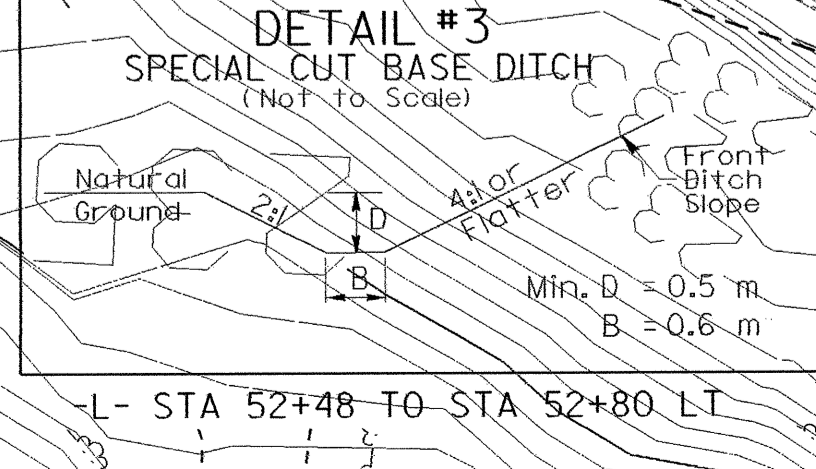 DETAIL #3
SPECIAL CUT BASE DITCH
(Not to Scale)
Natural
Ground
2:1
D
B
4:1 or
Flatter
Front
Ditch
Slope
Min. D = 0.5 m
B = 0.6 m
-L- STA 52+48 TO STA 52+80 LT